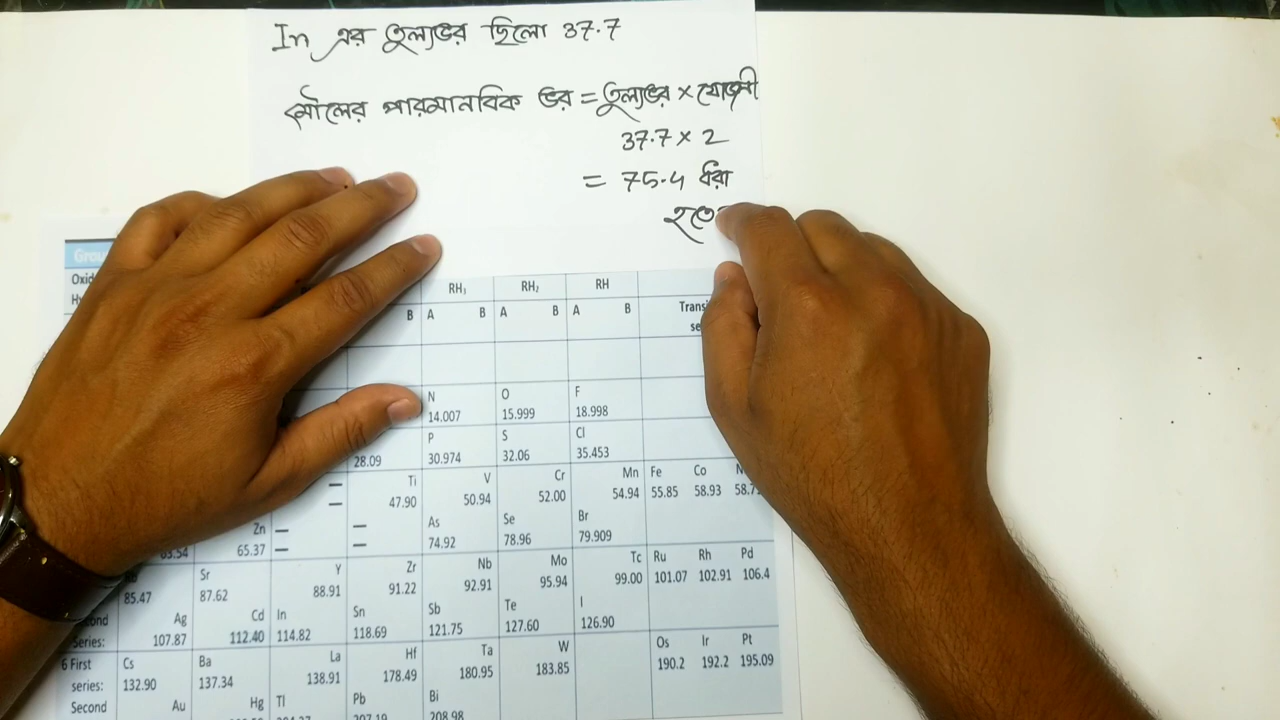 In এর তুল্যভর ছিলো 37.7
মৌলের পারমানবিক ভর = তুল্যভর × যোজনী
37.7 × 2
= 75.4 ধরা
RH₃ RH₂ RH
B A B A B A B
N O F
14.007 15.999 18.998
P S Cl
28.09 30.974 32.06 35.453
Ti V Cr Mn Fe Co
47.90 50.94 52.00 54.94 55.85 58.93
As Se Br
Zn
65.37 74.92 78.96 79.909
Sr Y Zr Nb Mo Tc Ru Rh Pd
85.47 87.62 88.91 91.22 92.91 95.94 99.00 101.07 102.91 106.4
Ag Cd In Sn Sb Te I
series: 107.87 112.40 114.82 118.69 121.75 127.60 126.90
6 First Cs Ba La Hf Ta W Os Ir Pt
series: 132.90 137.34 138.91 178.49 180.95 183.85 190.2 192.2 195.09
Second Au Hg Tl Pb Bi
208.98